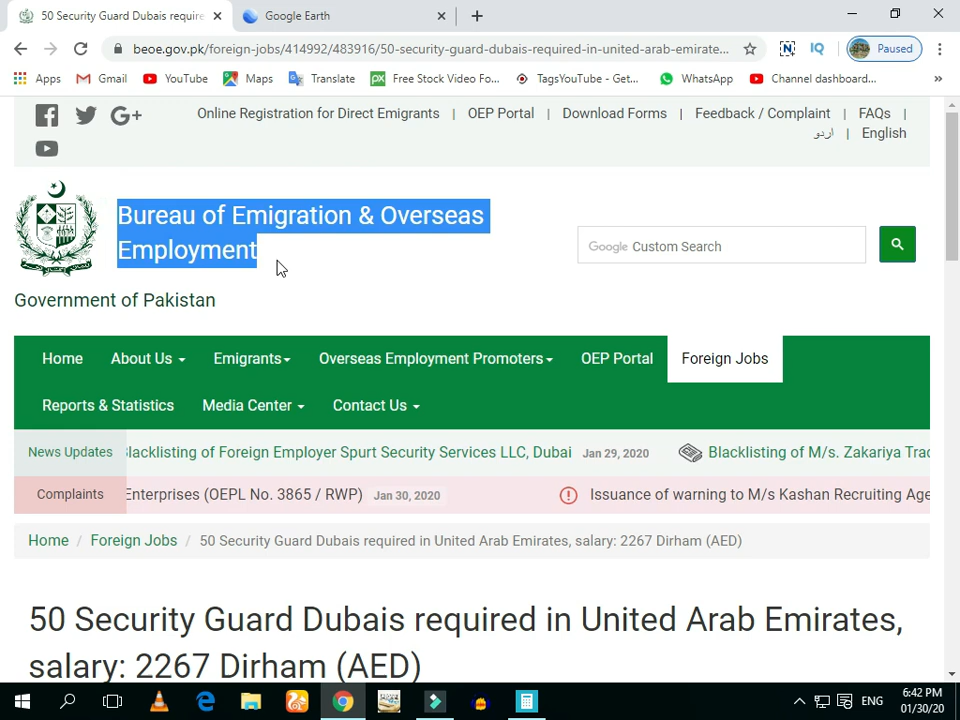 50 Security Guard Dubais require
Google Earth
beoe.gov.pk/foreign-jobs/414992/483916/50-security-guard-dubais-required-in-united-arab-emirate...
Paused
Apps
Gmail
YouTube
Maps
Translate
Free Stock Video Fo...
TagsYouTube - Get...
WhatsApp
Channel dashboard...
»
Online Registration for Direct Emigrants | OEP Portal | Download Forms | Feedback / Complaint | FAQs |
اردو | English
Bureau of Emigration & Overseas
Employment
Google Custom Search
Government of Pakistan
Home About Us Emigrants Overseas Employment Promoters OEP Portal Foreign Jobs
Reports & Statistics Media Center Contact Us
News Updates lacklisting of Foreign Employer Spurt Security Services LLC, Dubai Jan 29, 2020 Blacklisting of M/s. Zakariya Trad
Complaints Enterprises (OEPL No. 3865 / RWP) Jan 30, 2020 Issuance of warning to M/s Kashan Recruiting Age
Home / Foreign Jobs / 50 Security Guard Dubais required in United Arab Emirates, salary: 2267 Dirham (AED)
50 Security Guard Dubais required in United Arab Emirates,
salary: 2267 Dirham (AED)
ENG
6:42 PM
01/30/20